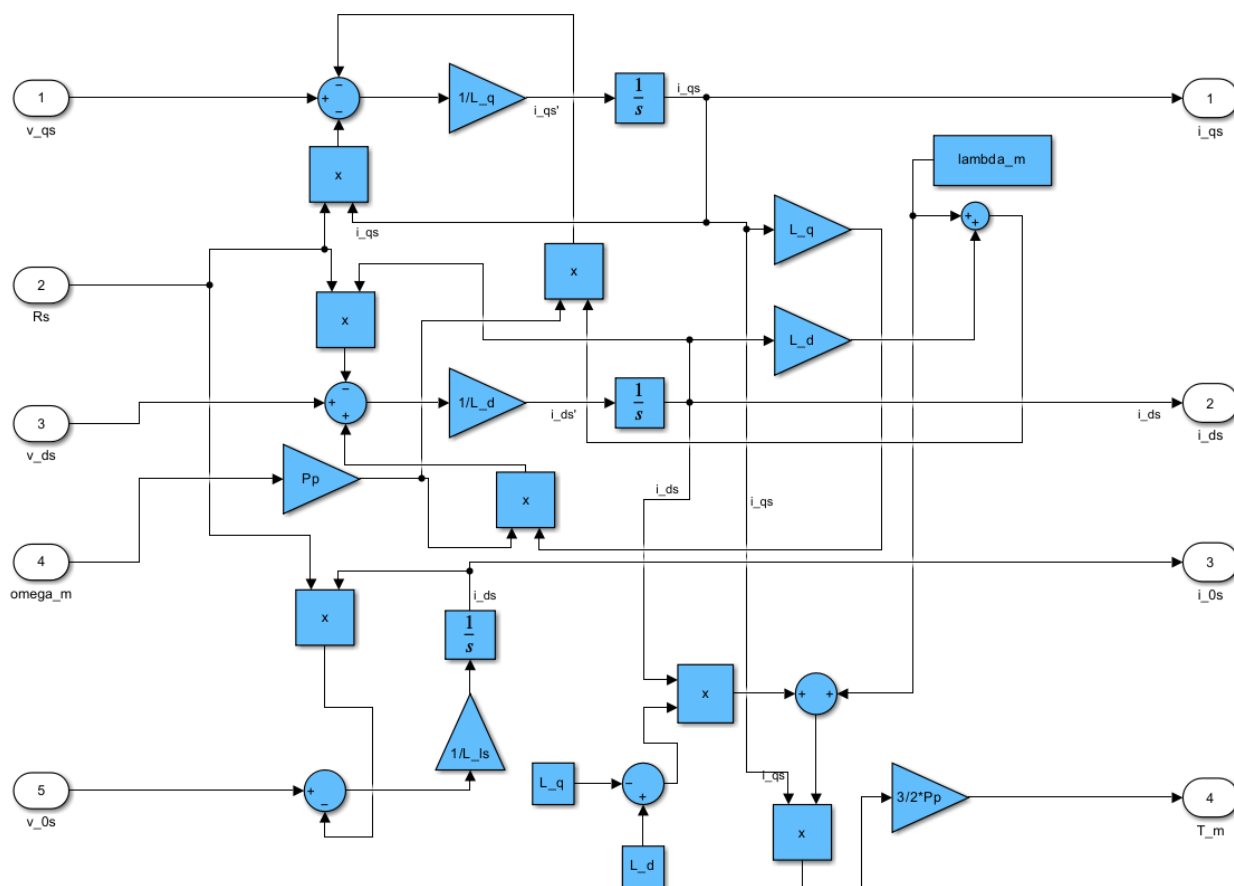 1
v_qs
+
−
−
1/L_q
i_qs'
1
s
i_qs
1
i_qs
x
i_qs
lambda_m
+
+
L_q
x
2
Rs
x
L_d
−
+
+
3
v_ds
1/L_d
i_ds'
1
s
i_ds
2
i_ds
Pp
x
i_ds
i_qs
4
omega_m
x
i_ds
1
s
3
i_0s
x
+
+
1/L_ls
5
v_0s
+
−
L_q
−
+
L_d
i_qs
x
3/2*Pp
4
T_m